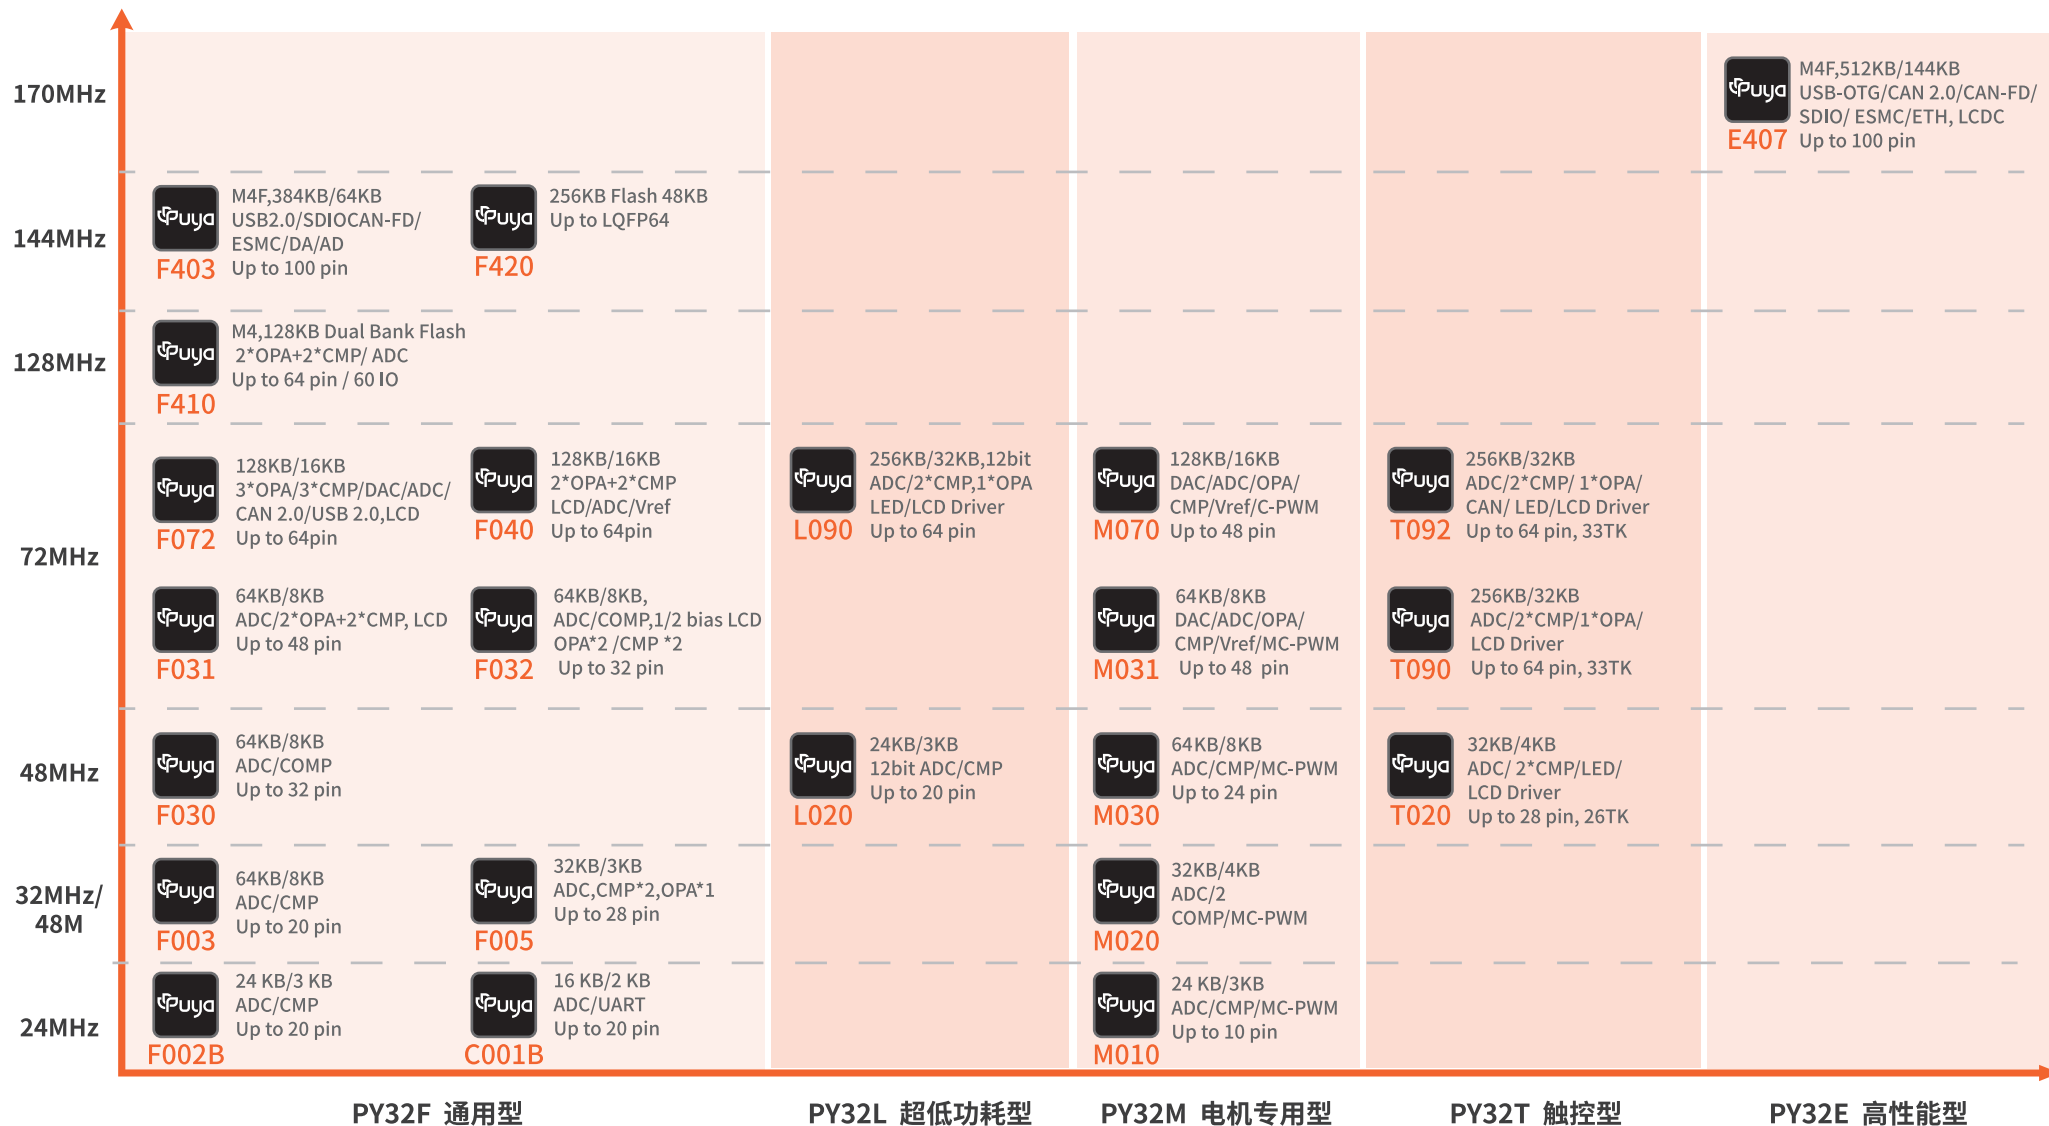 170MHz
Puya
E407
M4F,512KB/144KB
USB-OTG/CAN 2.0/CAN-FD/
SDIO/ ESMC/ETH, LCDC
Up to 100 pin
144MHz
Puya
F403
M4F,384KB/64KB
USB2.0/SDIOCAN-FD/
ESMC/DA/AD
Up to 100 pin
Puya
F420
256KB Flash 48KB
Up to LQFP64
128MHz
Puya
F410
M4,128KB Dual Bank Flash
2*OPA+2*CMP/ ADC
Up to 64 pin / 60 IO
72MHz
Puya
F072
128KB/16KB
3*OPA/3*CMP/DAC/ADC/
CAN 2.0/USB 2.0,LCD
Up to 64pin
Puya
F040
128KB/16KB
2*OPA+2*CMP
LCD/ADC/Vref
Up to 64pin
Puya
L090
256KB/32KB,12bit
ADC/2*CMP,1*OPA
LED/LCD Driver
Up to 64 pin
Puya
M070
128KB/16KB
DAC/ADC/OPA/
CMP/Vref/C-PWM
Up to 48 pin
Puya
T092
256KB/32KB
ADC/2*CMP/ 1*OPA/
CAN/ LED/LCD Driver
Up to 64 pin, 33TK
Puya
F031
64KB/8KB
ADC/2*OPA+2*CMP, LCD
Up to 48 pin
Puya
F032
64KB/8KB,
ADC/COMP,1/2 bias LCD
OPA*2 /CMP *2
Up to 32 pin
Puya
M031
64KB/8KB
DAC/ADC/OPA/
CMP/Vref/MC-PWM
Up to 48 pin
Puya
T090
256KB/32KB
ADC/2*CMP/1*OPA/
LCD Driver
Up to 64 pin, 33TK
48MHz
Puya
F030
64KB/8KB
ADC/COMP
Up to 32 pin
Puya
L020
24KB/3KB
12bit ADC/CMP
Up to 20 pin
Puya
M030
64KB/8KB
ADC/CMP/MC-PWM
Up to 24 pin
Puya
T020
32KB/4KB
ADC/ 2*CMP/LED/
LCD Driver
Up to 28 pin, 26TK
32MHz/
48M
Puya
F003
64KB/8KB
ADC/CMP
Up to 20 pin
Puya
F005
32KB/3KB
ADC,CMP*2,OPA*1
Up to 28 pin
Puya
M020
32KB/4KB
ADC/2
COMP/MC-PWM
24MHz
Puya
F002B
24 KB/3 KB
ADC/CMP
Up to 20 pin
Puya
C001B
16 KB/2 KB
ADC/UART
Up to 20 pin
Puya
M010
24 KB/3KB
ADC/CMP/MC-PWM
Up to 10 pin
PY32F 通用型
PY32L 超低功耗型
PY32M 电机专用型
PY32T 触控型
PY32E 高性能型